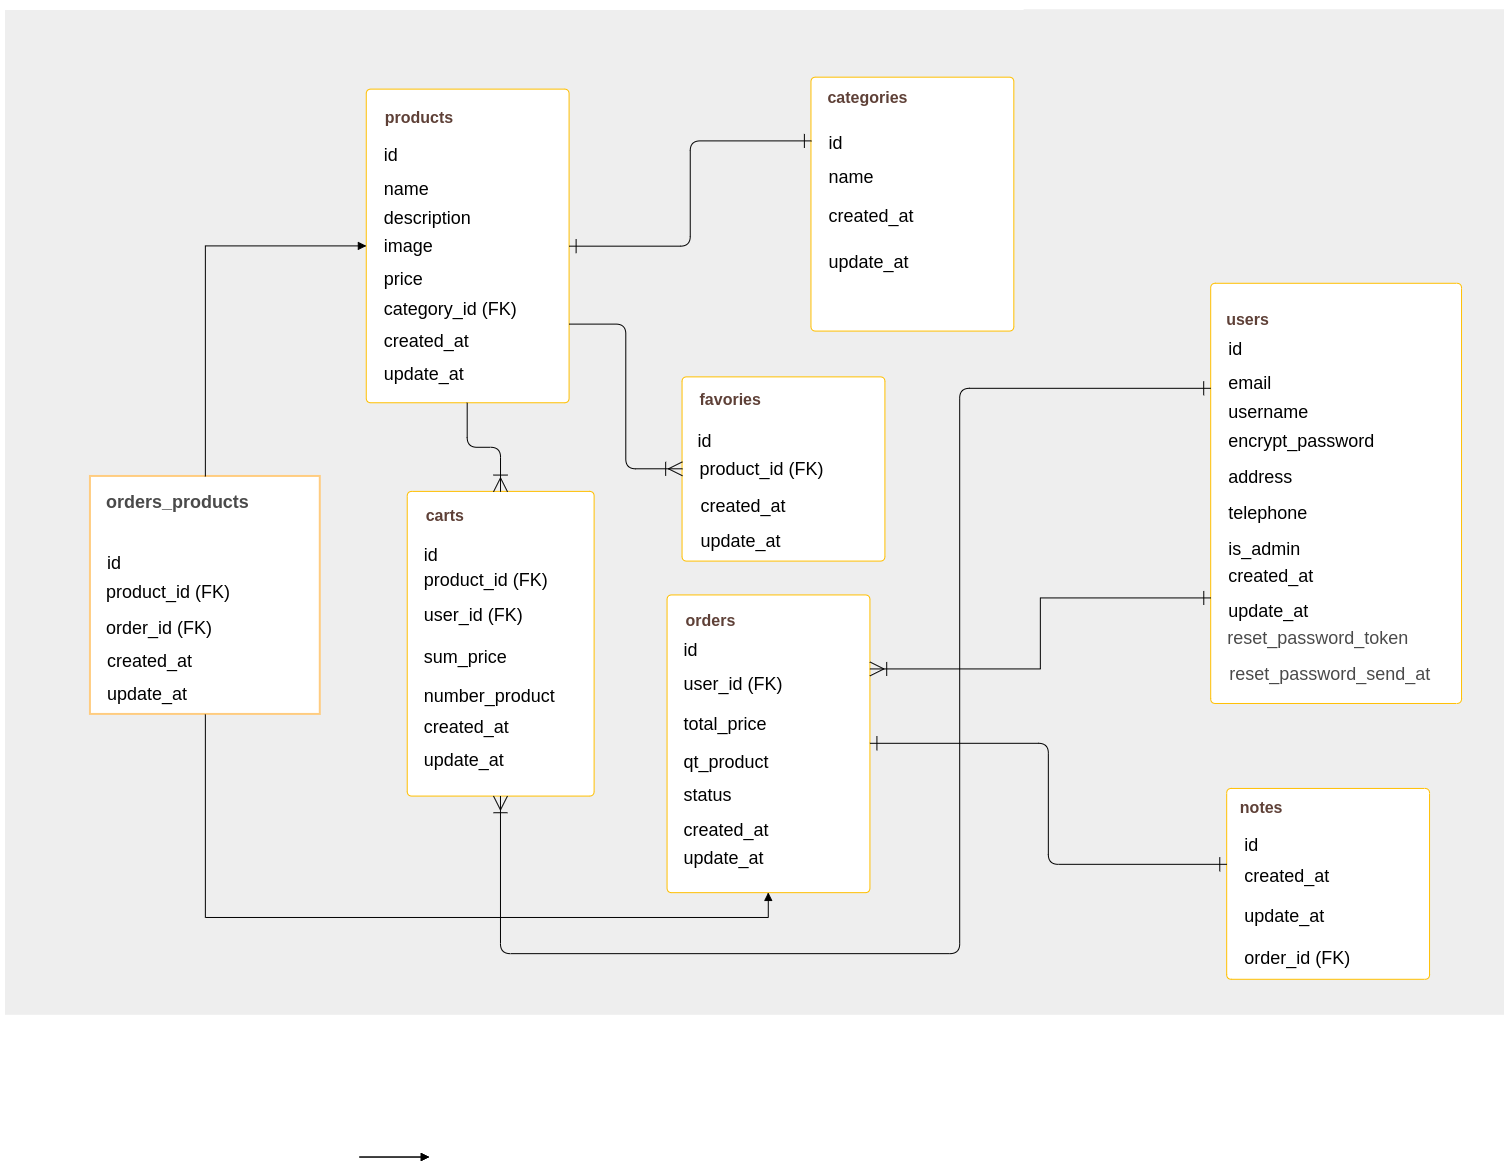 products
id
name
description
image
price
category_id (FK)
created_at
update_at
categories
id
name
created_at
update_at
users
id
email
username
encrypt_password
address
telephone
is_admin
created_at
update_at
reset_password_token
reset_password_send_at
favories
id
product_id (FK)
created_at
update_at
orders_products
id
product_id (FK)
order_id (FK)
created_at
update_at
carts
id
product_id (FK)
user_id (FK)
sum_price
number_product
created_at
update_at
orders
id
user_id (FK)
total_price
qt_product
status
created_at
update_at
notes
id
created_at
update_at
order_id (FK)